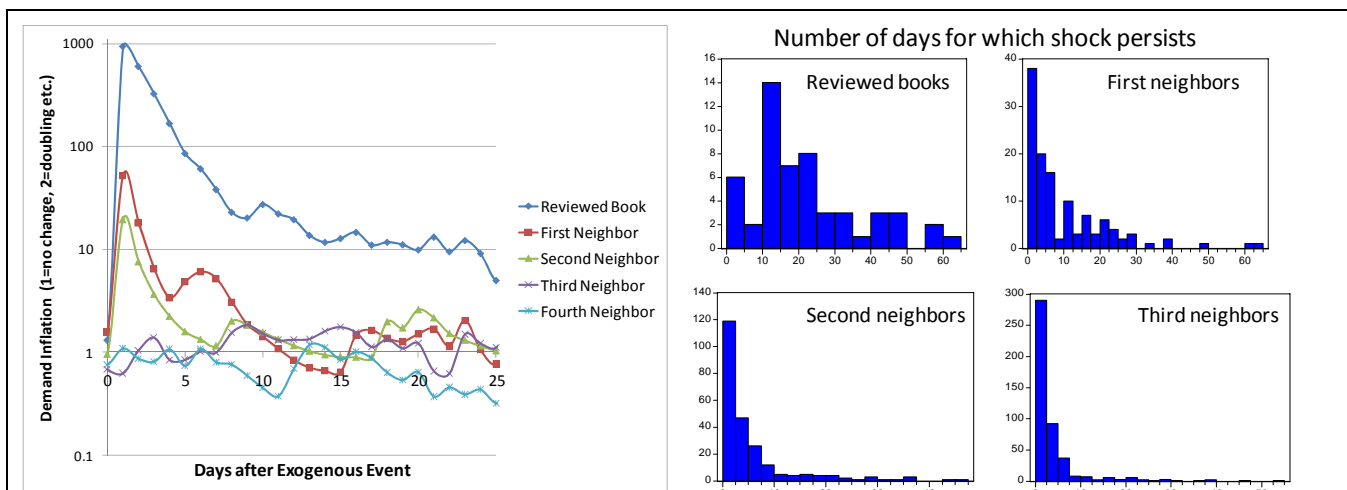 1000
100
10
1
0.1
Demand Inflation (1=no change, 2=doubling etc.)
0 5 10 15 20 25
Days after Exogenous Event
Reviewed Book
First Neighbor
Second Neighbor
Third Neighbor
Fourth Neighbor
Number of days for which shock persists
Reviewed books
16
14
12
10
8
6
4
2
0
0 10 20 30 40 50 60
First neighbors
40
30
20
10
0
0 10 20 30 40 50 60
Second neighbors
140
120
100
80
60
40
20
0
Third neighbors
300
250
200
150
100
50
0